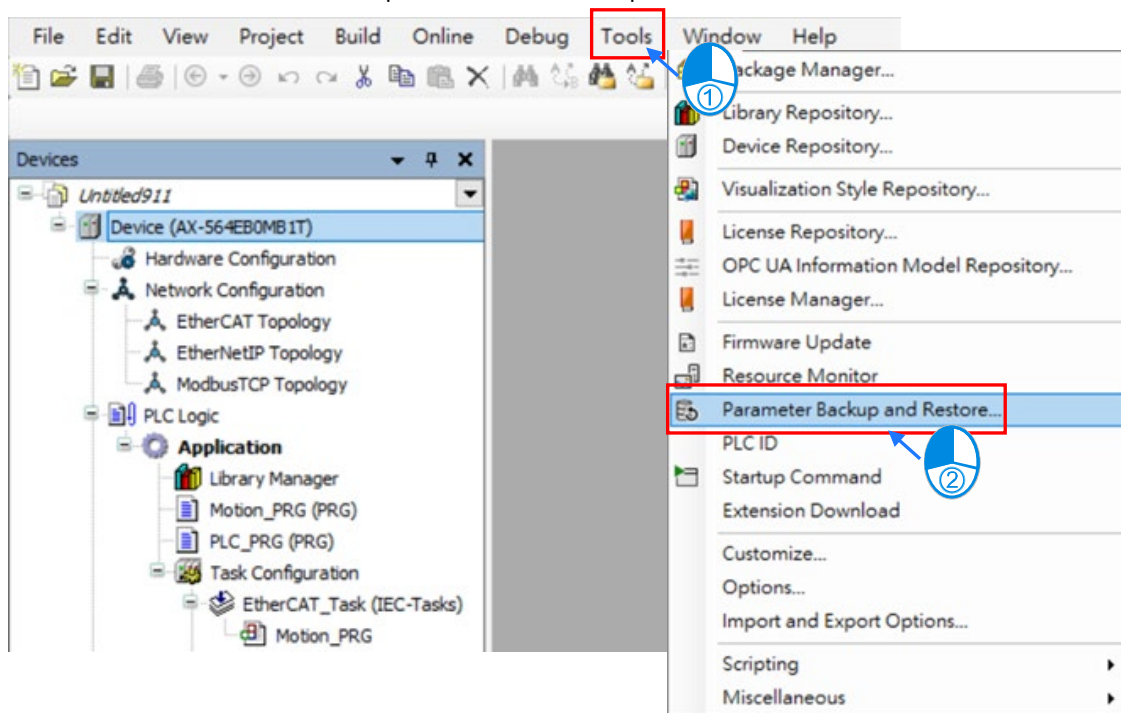 File Edit View Project Build Online Debug Tools Window Help
Devices
Untitled911
Device (AX-564EB0MB1T)
Hardware Configuration
Network Configuration
EtherCAT Topology
EtherNetIP Topology
ModbusTCP Topology
PLC Logic
Application
Library Manager
Motion_PRG (PRG)
PLC_PRG (PRG)
Task Configuration
EtherCAT_Task (IEC-Tasks)
Motion_PRG
①
Package Manager...
Library Repository...
Device Repository...
Visualization Style Repository...
License Repository...
OPC UA Information Model Repository...
License Manager...
Firmware Update
Resource Monitor
Parameter Backup and Restore...
PLC ID
Startup Command
②
Extension Download
Customize...
Options...
Import and Export Options...
Scripting
Miscellaneous